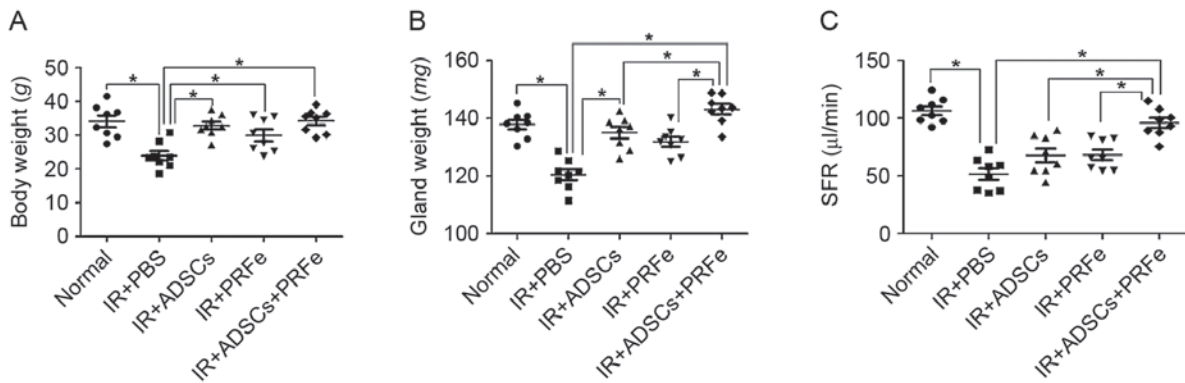 A
Body weight (g)
50
40
30
20
10
0
*
*
*
*
Normal
IR+PBS
IR+ADSCs
IR+PRFe
IR+ADSCs+PRFe
B
Gland weight (mg)
160
140
120
100
*
*
*
*
*
Normal
IR+PBS
IR+ADSCs
IR+PRFe
IR+ADSCs+PRFe
C
SFR (μl/min)
150
100
50
0
*
*
*
*
Normal
IR+PBS
IR+ADSCs
IR+PRFe
IR+ADSCs+PRFe